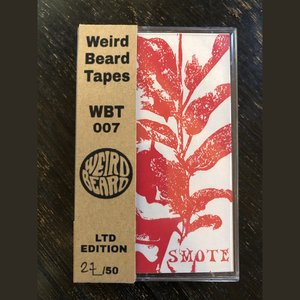 Weird
Beard
Tapes
WBT
007
WEIRD
BEARD
SMOTE
LTD
EDITION
27/50